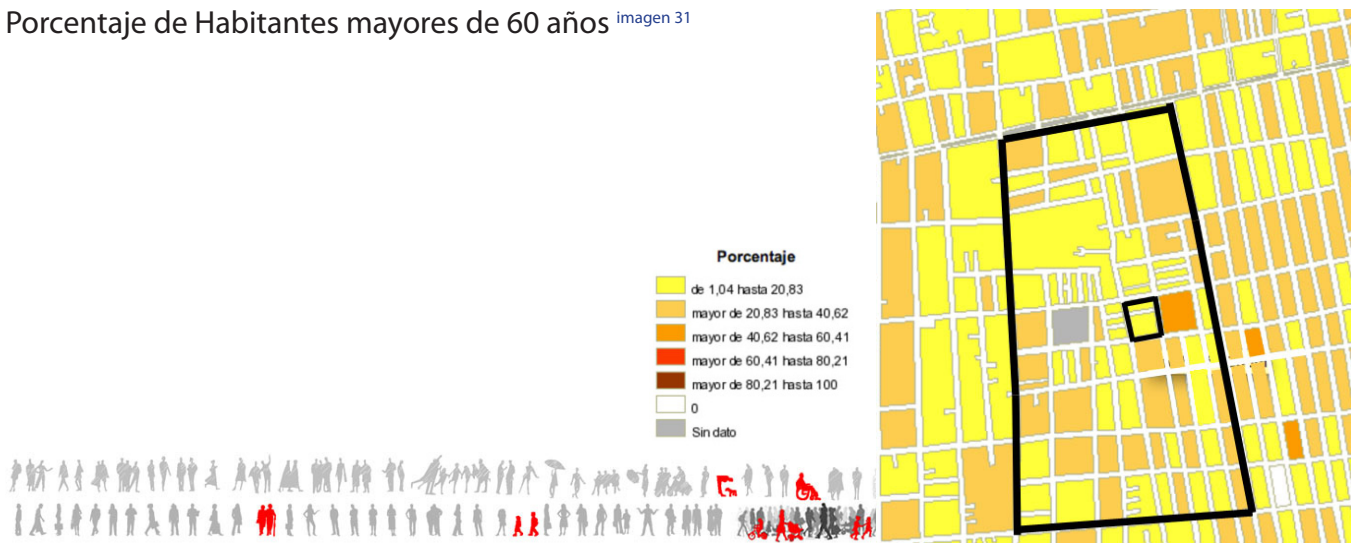 Porcentaje de Habitantes mayores de 60 años imagen 31
Porcentaje
de 1,04 hasta 20,83
mayor de 20,83 hasta 40,62
mayor de 40,62 hasta 60,41
mayor de 60,41 hasta 80,21
mayor de 80,21 hasta 100
0
Sin dato